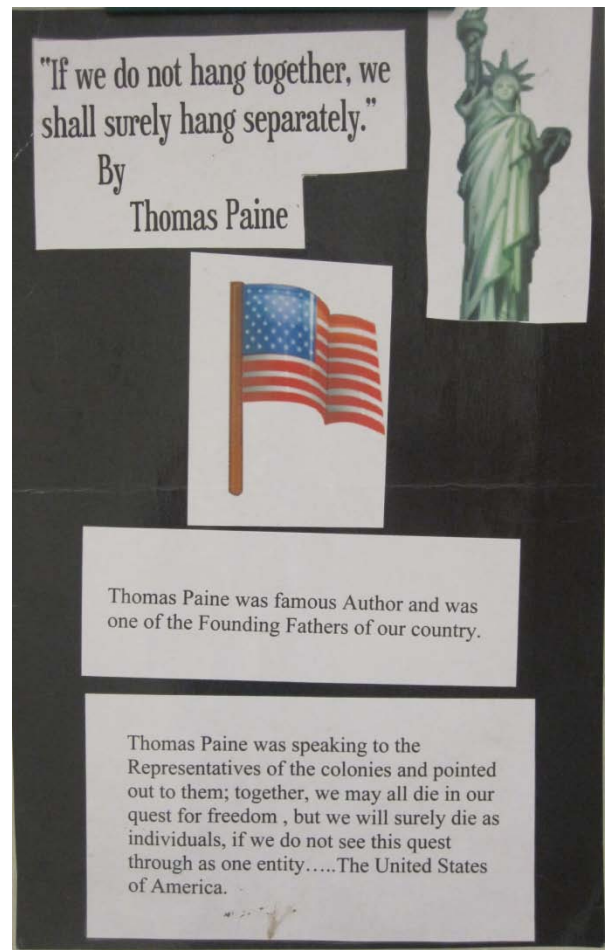 "If we do not hang together, we
shall surely hang separately."
By
Thomas Paine
Thomas Paine was famous Author and was
one of the Founding Fathers of our country.
Thomas Paine was speaking to the
Representatives of the colonies and pointed
out to them; together, we may all die in our
quest for freedom , but we will surely die as
individuals, if we do not see this quest
through as one entity.....The United States
of America.